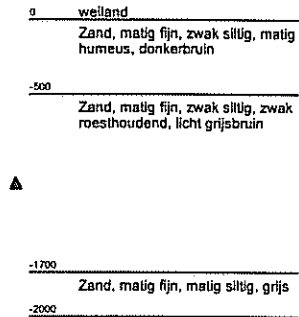 0 weiland
Zand, matig fijn, zwak siltig, matig
humeus, donkerbruin
-500
Zand, matig fijn, zwak siltig, zwak
roesthoudend, licht grijsbruin
-1700
Zand, matig fijn, matig siltig, grijs
-2000